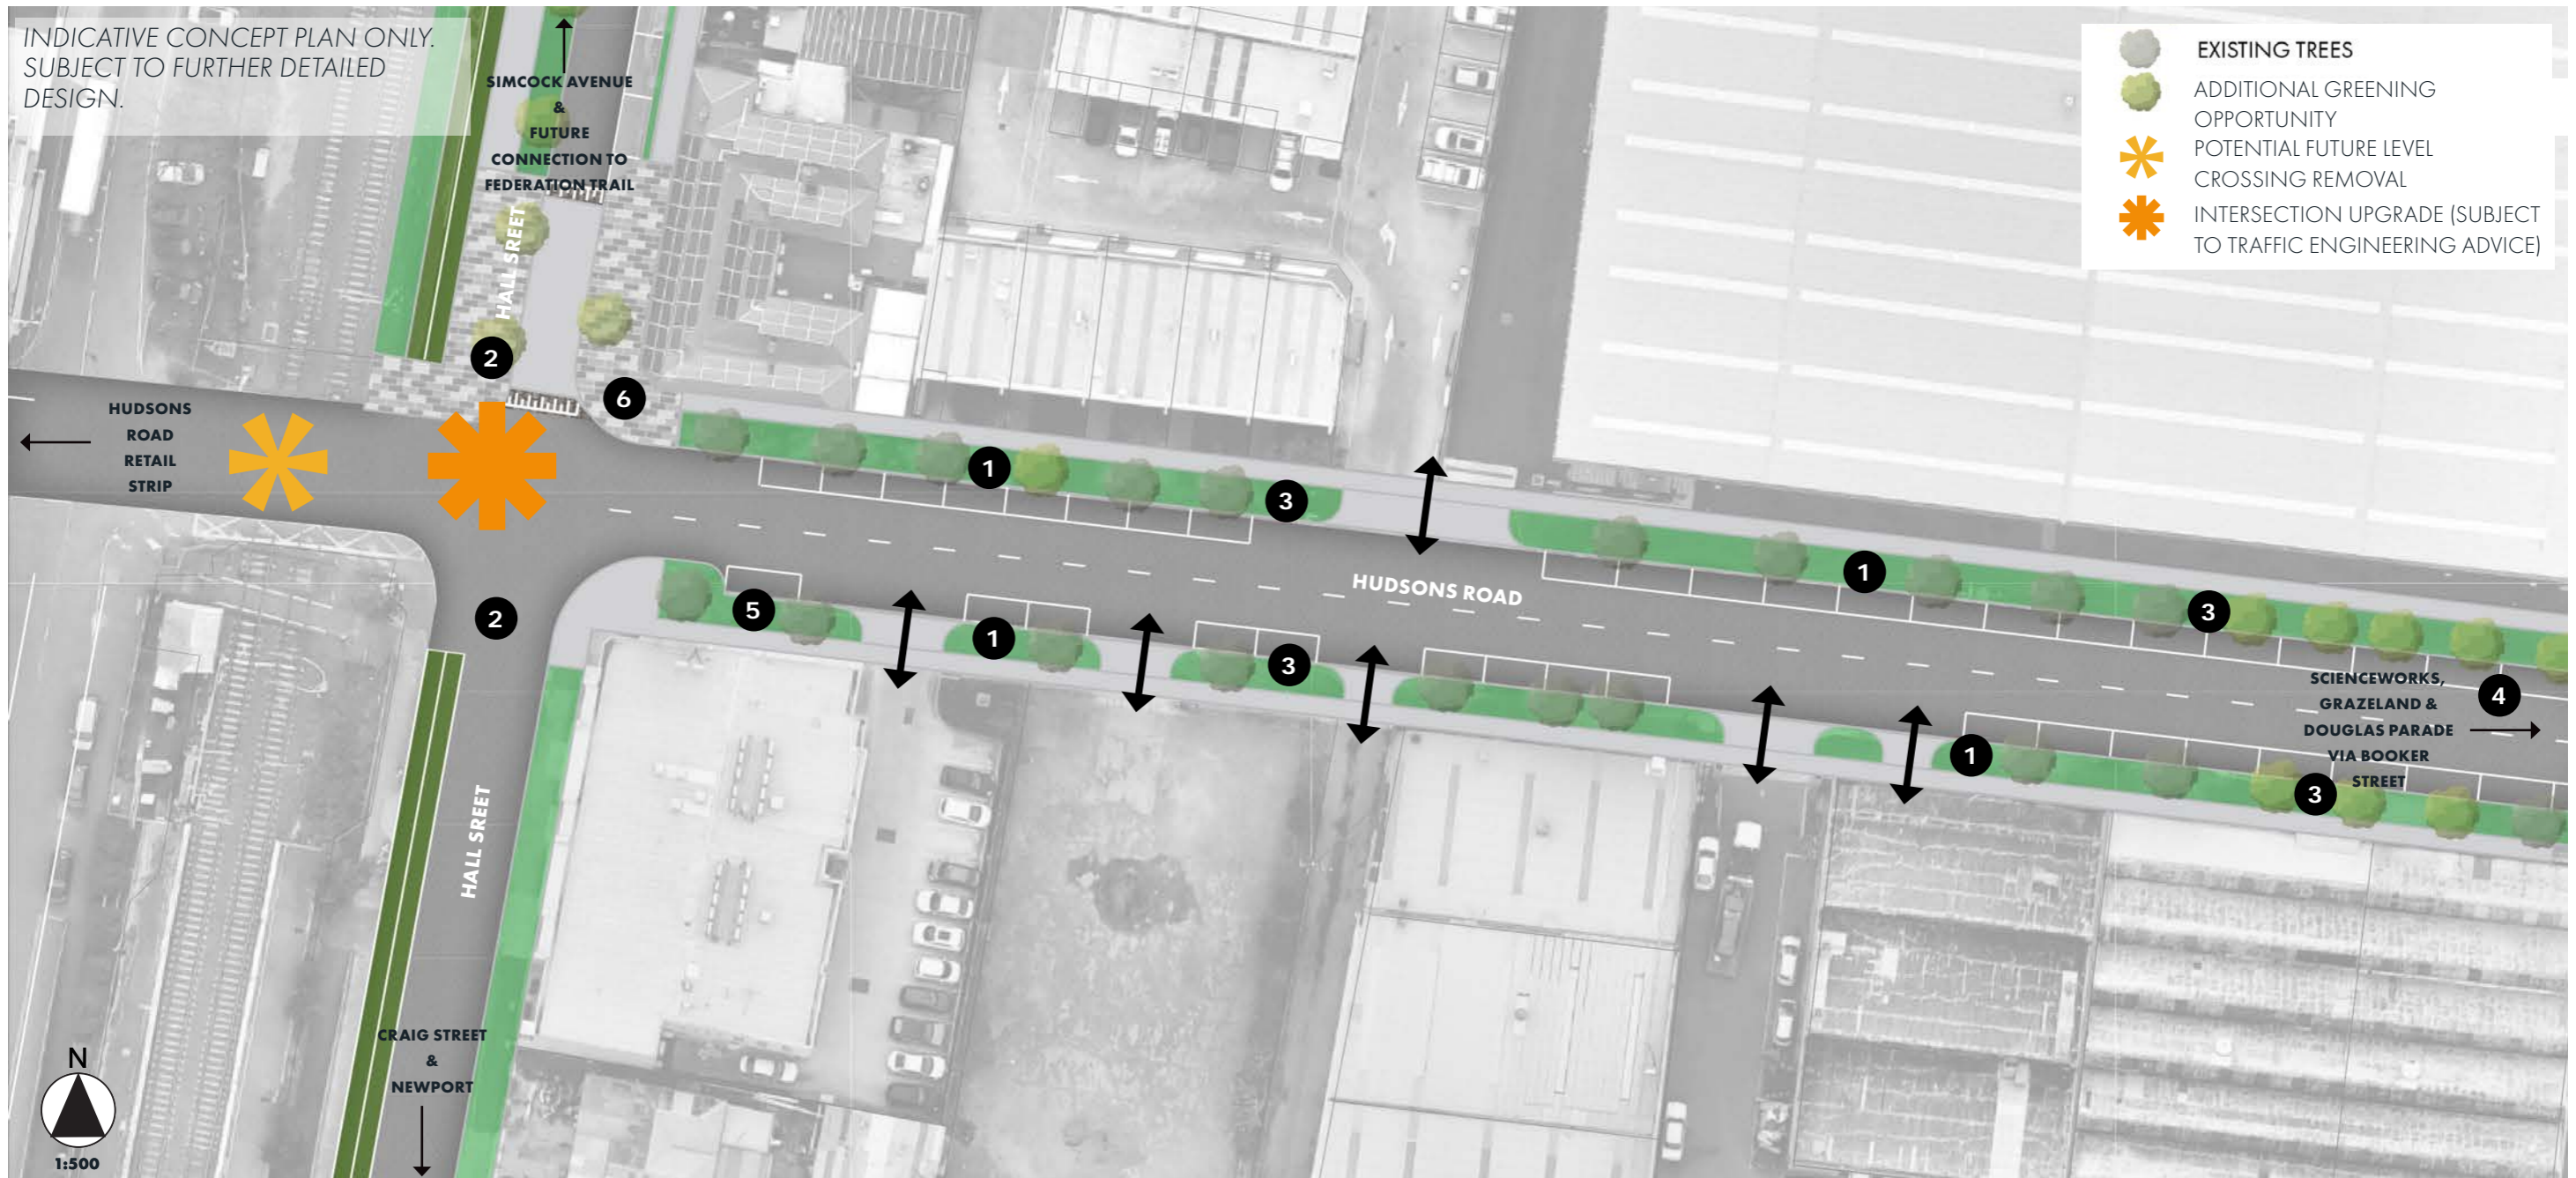 INDICATIVE CONCEPT PLAN ONLY.
SUBJECT TO FURTHER DETAILED
DESIGN.
SIMCOCK AVENUE
&
FUTURE
CONNECTION TO
FEDERATION TRAIL
HALL SREET
EXISTING TREES
ADDITIONAL GREENING
OPPORTUNITY
POTENTIAL FUTURE LEVEL
CROSSING REMOVAL
INTERSECTION UPGRADE (SUBJECT
TO TRAFFIC ENGINEERING ADVICE)
2
6
HUDSONS
ROAD
RETAIL
STRIP
1
3
1
3
HUDSONS ROAD
2
5
1
3
1
3
SCIENCEWORKS,
GRAZELAND &
DOUGLAS PARADE
VIA BOOKER
STREET
4
HALL SREET
CRAIG STREET
&
NEWPORT
N
1:500